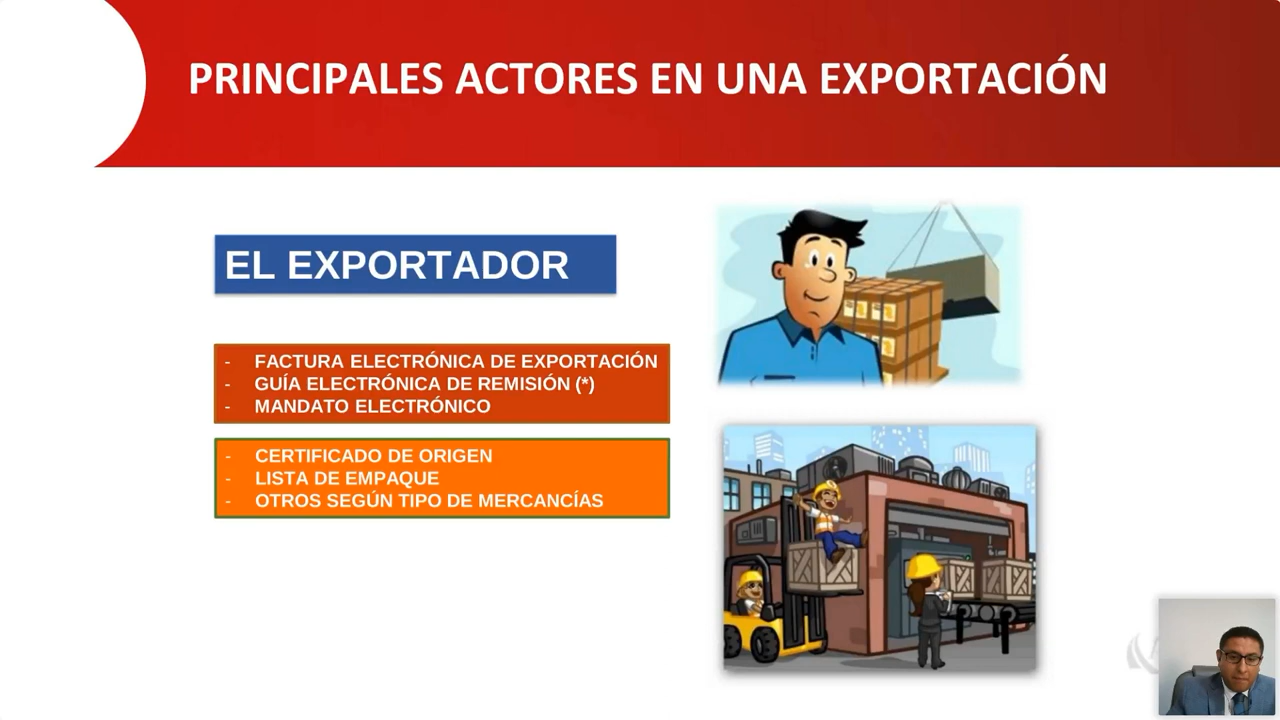 PRINCIPALES ACTORES EN UNA EXPORTACIÓN
EL EXPORTADOR
- FACTURA ELECTRÓNICA DE EXPORTACIÓN
- GUÍA ELECTRÓNICA DE REMISIÓN (*)
- MANDATO ELECTRÓNICO
- CERTIFICADO DE ORIGEN
- LISTA DE EMPAQUE
- OTROS SEGÚN TIPO DE MERCANCÍAS